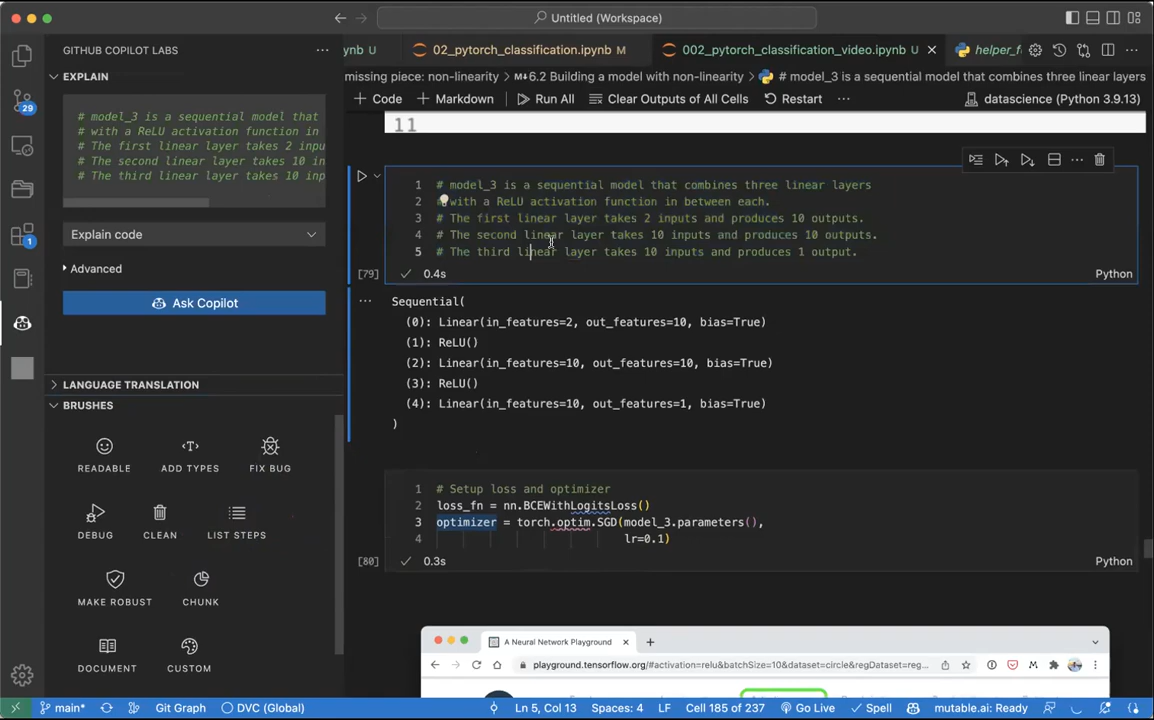 Untitled (Workspace)
GITHUB COPILOT LABS
ynb U
02_pytorch_classification.ipynb M
002_pytorch_classification_video.ipynb U
helper_f
EXPLAIN
missing piece: non-linearity > M↓6.2 Building a model with non-linearity > # model_3 is a sequential model that combines three linear layers
+ Code + Markdown Run All Clear Outputs of All Cells Restart ... datascience (Python 3.9.13)
# model_3 is a sequential model that
# with a ReLU activation function in
# The first linear layer takes 2 inpu
# The second linear layer takes 10 in
# The third linear layer takes 10 inp
Explain code
Advanced
Ask Copilot
29
1
LANGUAGE TRANSLATION
BRUSHES
READABLE ADD TYPES FIX BUG
DEBUG CLEAN LIST STEPS
MAKE ROBUST CHUNK
DOCUMENT CUSTOM
11
1 # model_3 is a sequential model that combines three linear layers
2 # with a ReLU activation function in between each.
3 # The first linear layer takes 2 inputs and produces 10 outputs.
4 # The second linear layer takes 10 inputs and produces 10 outputs.
5 # The third linear layer takes 10 inputs and produces 1 output.
[79] 0.4s Python
Sequential(
(0): Linear(in_features=2, out_features=10, bias=True)
(1): ReLU()
(2): Linear(in_features=10, out_features=10, bias=True)
(3): ReLU()
(4): Linear(in_features=10, out_features=1, bias=True)
)
1 # Setup loss and optimizer
2 loss_fn = nn.BCEWithLogitsLoss()
3 optimizer = torch.optim.SGD(model_3.parameters(),
4 lr=0.1)
[80] 0.3s Python
A Neural Network Playground
playground.tensorflow.org/#activation=relu&batchSize=10&dataset=circle&regDataset=reg...
main* Git Graph DVC (Global) Ln 5, Col 13 Spaces: 4 LF Cell 185 of 237 Go Live Spell mutable.ai: Ready